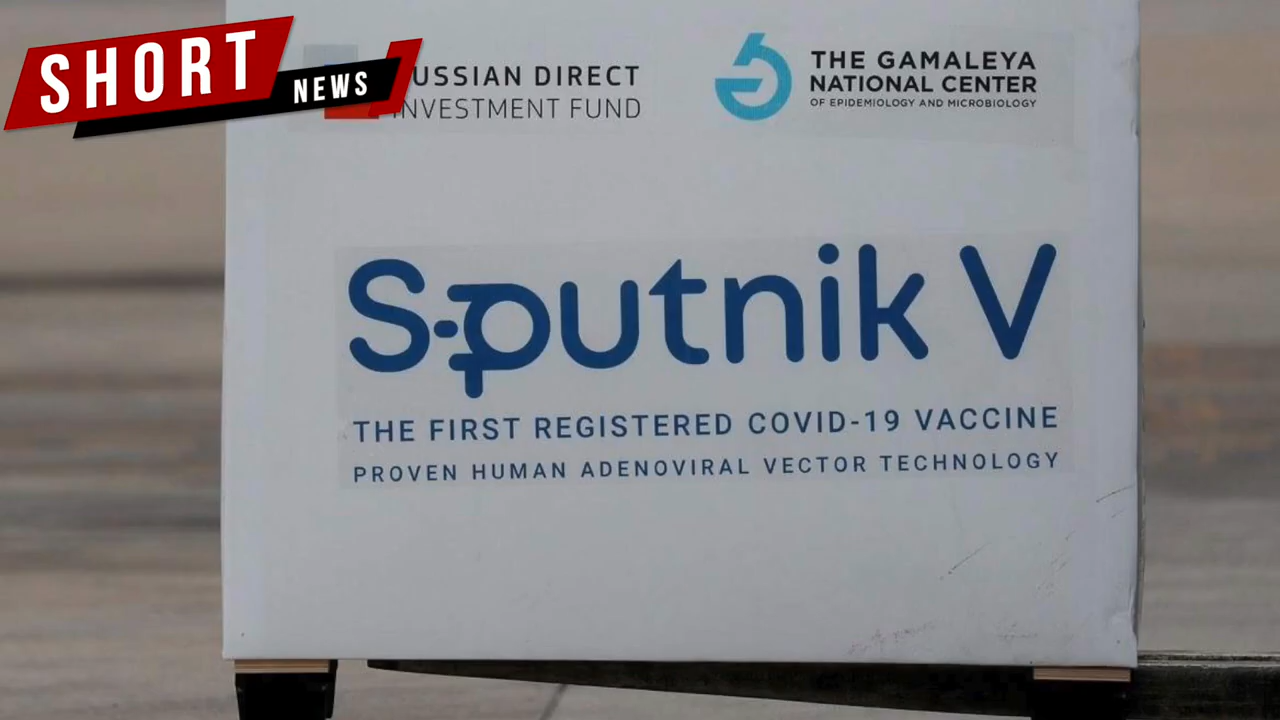 SHORT
NEWS
USSIAN DIRECT
INVESTMENT FUND
THE GAMALEYA
NATIONAL CENTER
OF EPIDEMIOLOGY AND MICROBIOLOGY
Sputnik V
THE FIRST REGISTERED COVID-19 VACCINE
PROVEN HUMAN ADENOVIRAL VECTOR TECHNOLOGY